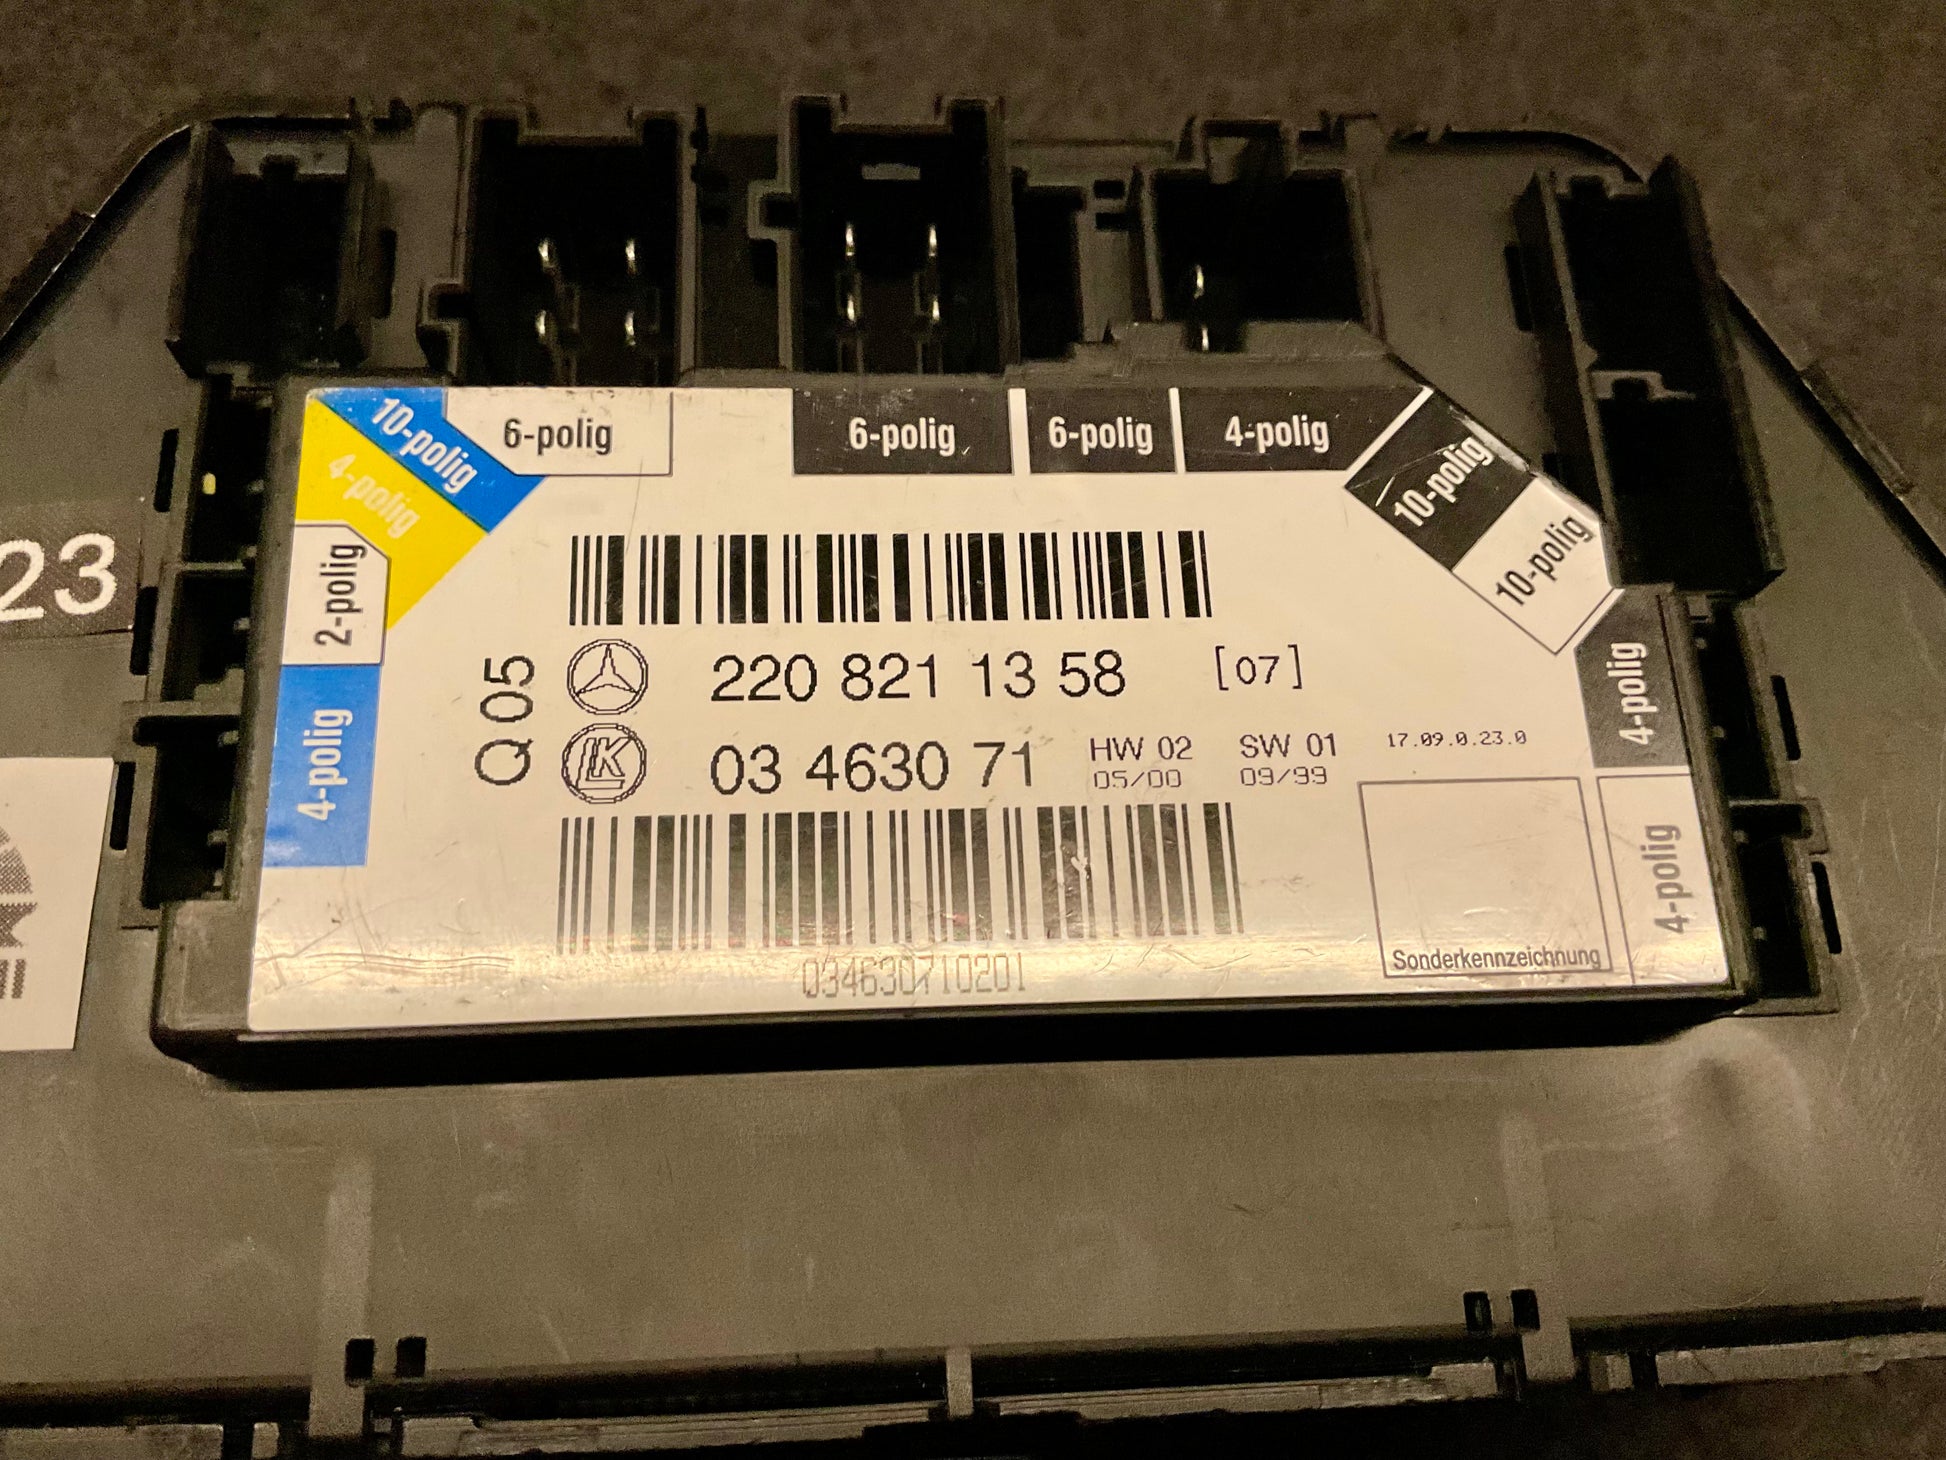 10-polig
6-polig
6-polig
6-polig
4-polig
4-polig
10-polig
10-polig
2-polig
4-polig
4-polig
4-polig
23
Q 05
220 821 13 58 [07]
LK
03 4630 71 HW 02 SW 01 17.09.0.23.0
05/00 09/99
Sonderkennzeichnung
034630710201